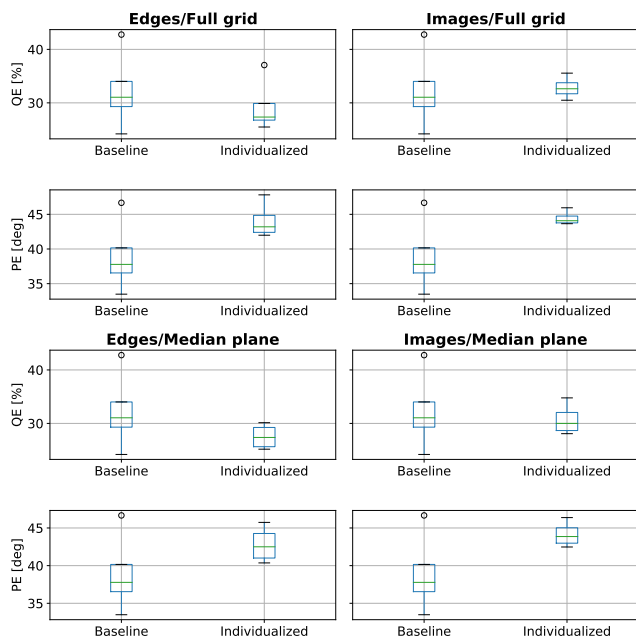 Edges/Full grid
Images/Full grid
QE [%]
40
30
Baseline
Individualized
Baseline
Individualized
PE [deg]
45
40
35
Baseline
Individualized
Baseline
Individualized
Edges/Median plane
Images/Median plane
QE [%]
40
30
Baseline
Individualized
Baseline
Individualized
PE [deg]
45
40
35
Baseline
Individualized
Baseline
Individualized